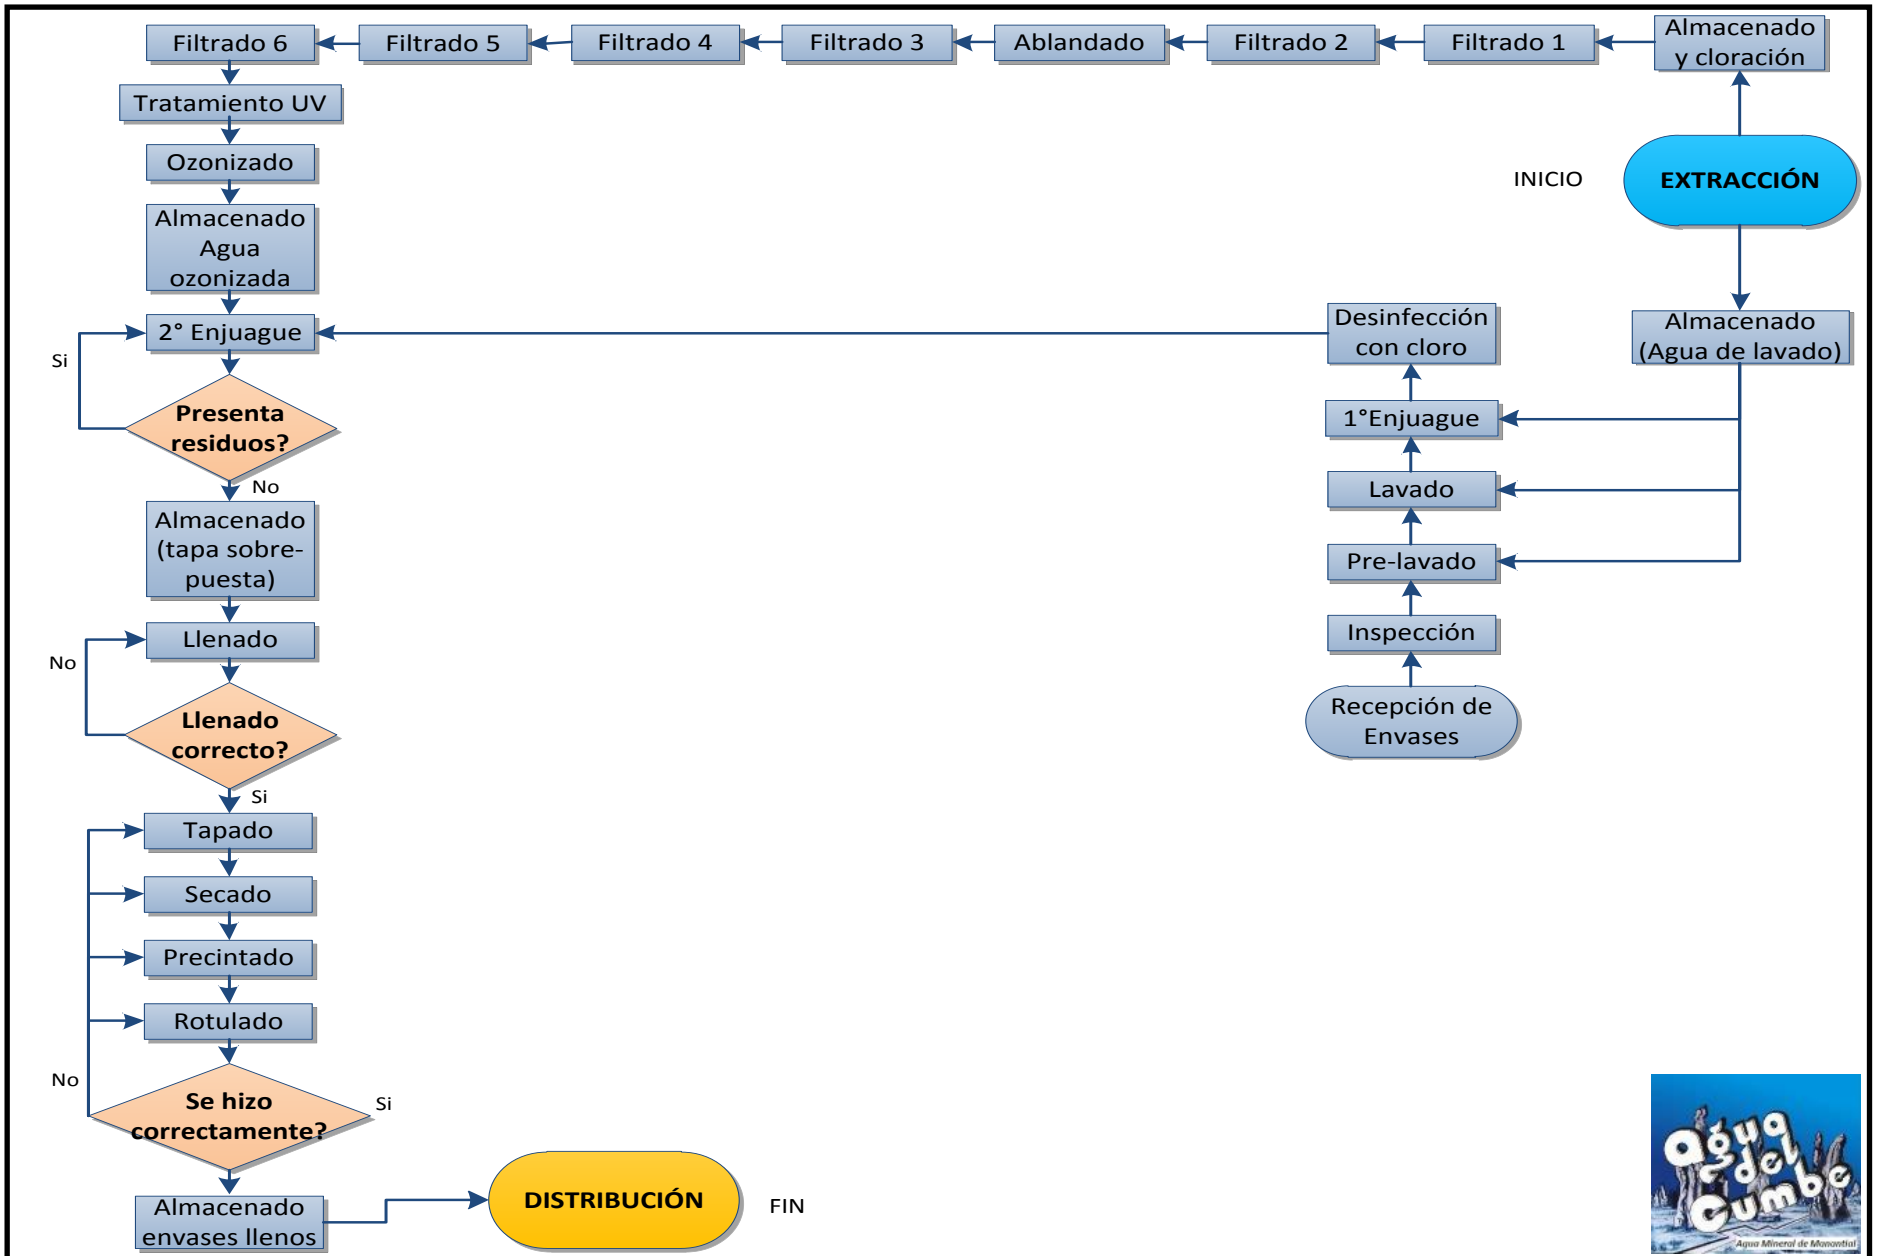 Filtrado 6
Filtrado 5
Filtrado 4
Filtrado 3
Ablandado
Filtrado 2
Filtrado 1
Almacenado
y cloración
Tratamiento UV
Ozonizado
INICIO
EXTRACCIÓN
Almacenado
Agua
ozonizada
2° Enjuague
Si
Desinfección
con cloro
Almacenado
(Agua de lavado)
Presenta
residuos?
1°Enjuague
No
Lavado
Almacenado
(tapa sobre-
puesta)
Pre-lavado
Llenado
No
Inspección
Llenado
correcto?
Recepción de
Envases
Si
Tapado
Secado
Precintado
Rotulado
No
Se hizo
correctamente?
Si
Almacenado
envases llenos
DISTRIBUCIÓN
FIN
agua
del
Cumbe
Agua Mineral de Manantial